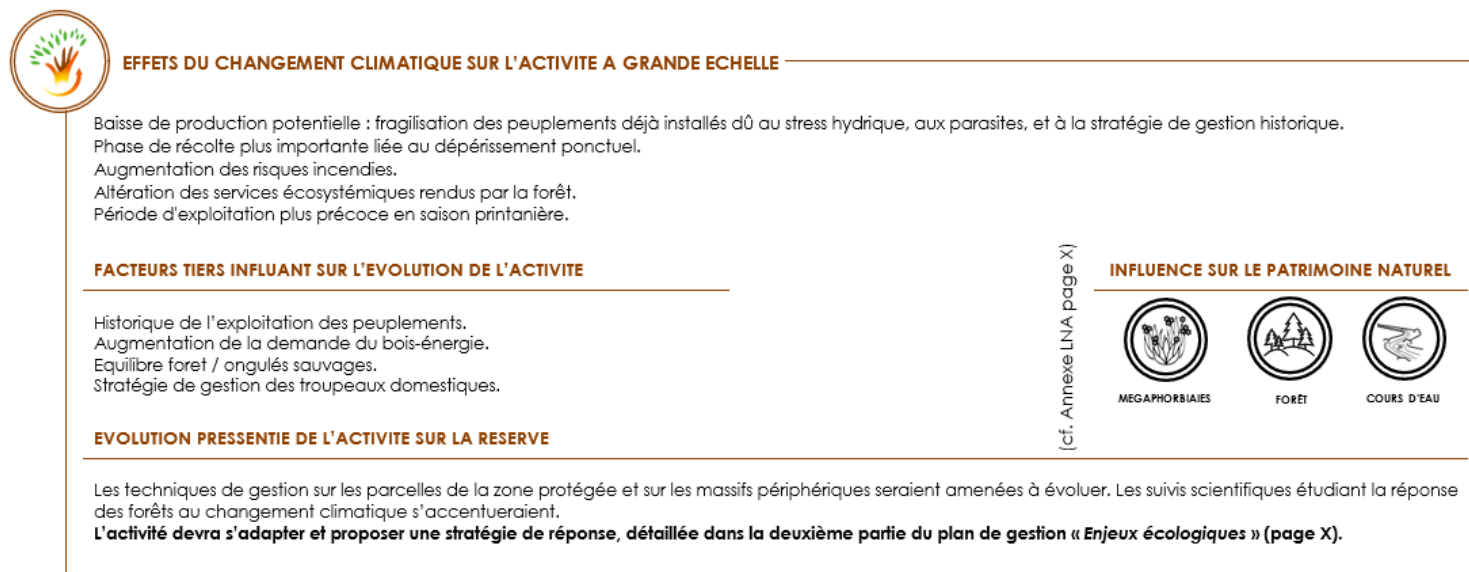 EFFETS DU CHANGEMENT CLIMATIQUE SUR L'ACTIVITE A GRANDE ECHELLE
Baisse de production potentielle : fragilisation des peuplements déjà installés dû au stress hydrique, aux parasites, et à la stratégie de gestion historique.
Phase de récolte plus importante liée au dépérissement ponctuel.
Augmentation des risques incendies.
Altération des services écosystémiques rendus par la forêt.
Période d'exploitation plus précoce en saison printanière.
FACTEURS TIERS INFLUANT SUR L'EVOLUTION DE L'ACTIVITE
Historique de l'exploitation des peuplements.
Augmentation de la demande du bois-énergie.
Equilibre foret / ongulés sauvages.
Stratégie de gestion des troupeaux domestiques.
(cf. Annexe LNA page X)
INFLUENCE SUR LE PATRIMOINE NATUREL
MEGAPHORBIAIES
FORÊT
COURS D'EAU
EVOLUTION PRESSENTIE DE L'ACTIVITE SUR LA RESERVE
Les techniques de gestion sur les parcelles de la zone protégée et sur les massifs périphériques seraient amenées à évoluer. Les suivis scientifiques étudiant la réponse
des forêts au changement climatique s'accentueraient.
L'activité devra s'adapter et proposer une stratégie de réponse, détaillée dans la deuxième partie du plan de gestion « Enjeux écologiques » (page X).